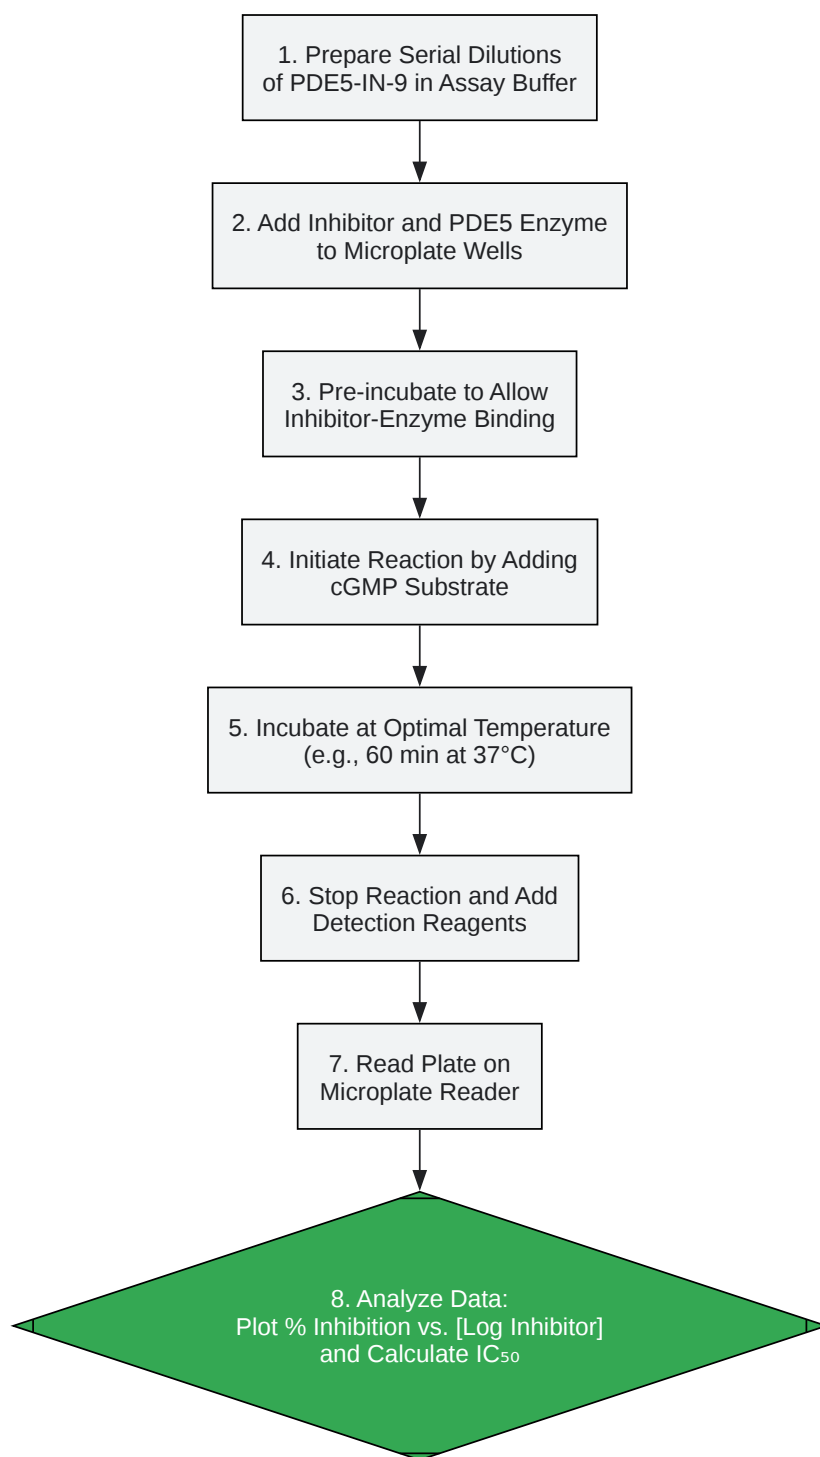 1. Prepare Serial Dilutions
of PDE5-IN-9 in Assay Buffer
2. Add Inhibitor and PDE5 Enzyme
to Microplate Wells
3. Pre-incubate to Allow
Inhibitor-Enzyme Binding
4. Initiate Reaction by Adding
cGMP Substrate
5. Incubate at Optimal Temperature
(e.g., 60 min at 37°C)
6. Stop Reaction and Add
Detection Reagents
7. Read Plate on
Microplate Reader
8. Analyze Data:
Plot % Inhibition vs. [Log Inhibitor]
and Calculate IC₅₀